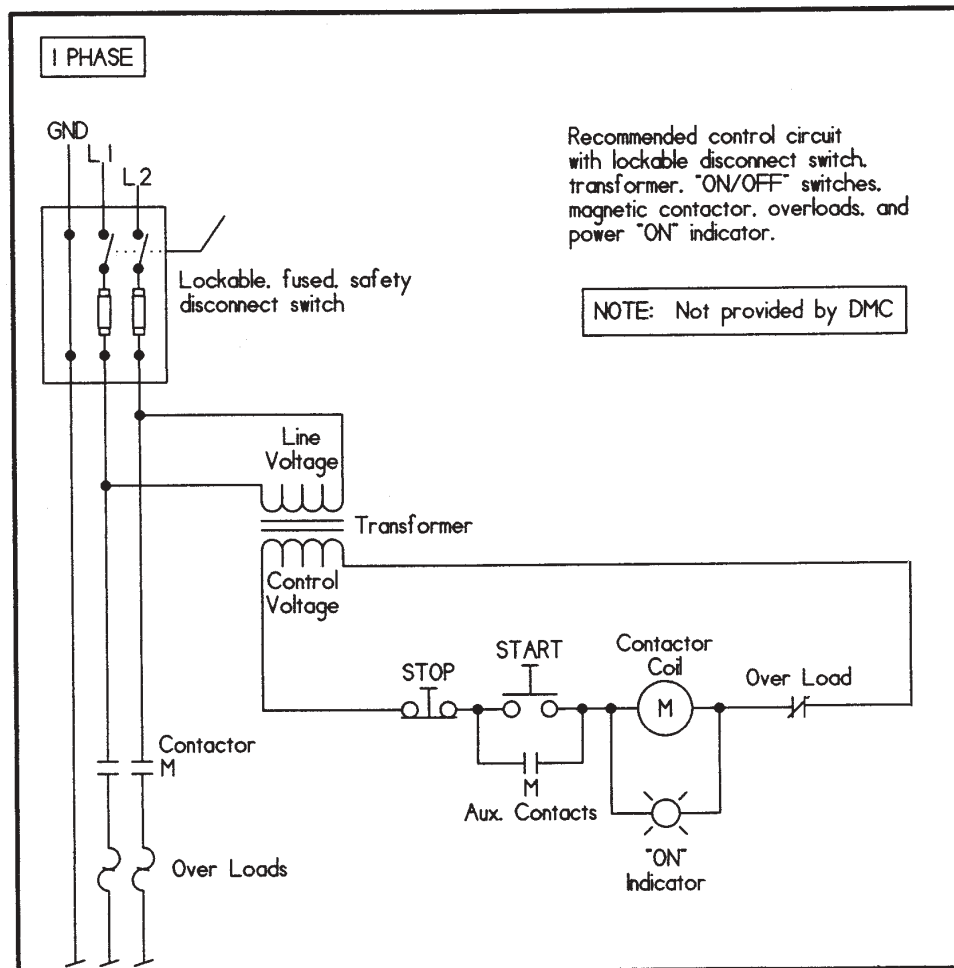 1 PHASE
GND
L1
L2
Recommended control circuit
with lockable disconnect switch,
transformer, "ON/OFF" switches,
magnetic contactor, overloads, and
power "ON" indicator.
Lockable, fused, safety
disconnect switch
NOTE: Not provided by DMC
Line
Voltage
Transformer
Control
Voltage
STOP
START
Contactor
Coil
M
Over Load
M
Aux. Contacts
"ON"
Indicator
Contactor
M
Over Loads